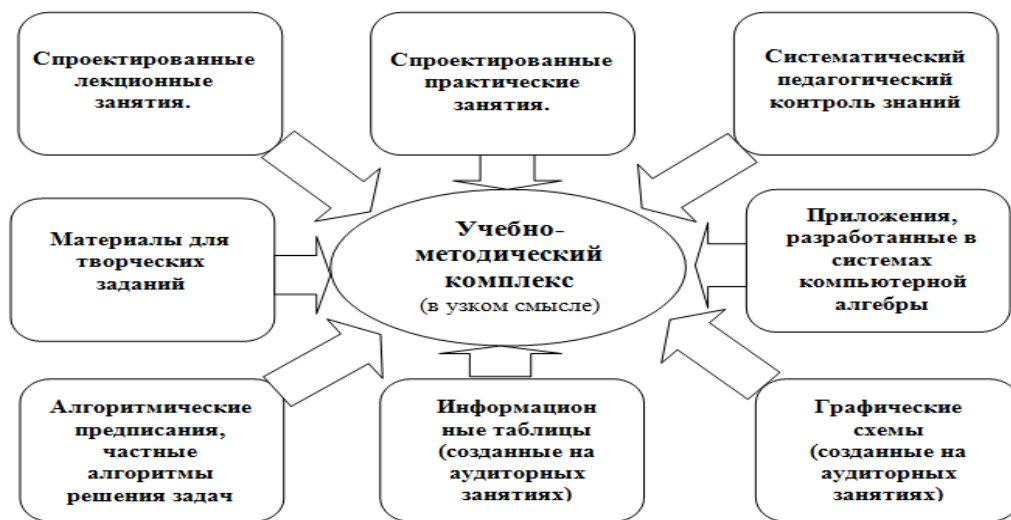 Спроектированные
лекционные
занятия.
Спроектированные
практические
занятия.
Систематический
педагогический
контроль знаний
Материалы для
творческих
заданий
Учебно-
методический
комплекс
(в узком смысле)
Приложения,
разработанные в
системах
компьютерной
алгебры
Алгоритмические
предписания,
частные
алгоритмы
решения задач
Информацион
ные таблицы
(созданные на
аудиторных
занятиях)
Графические
схемы
(созданные на
аудиторных
занятиях)